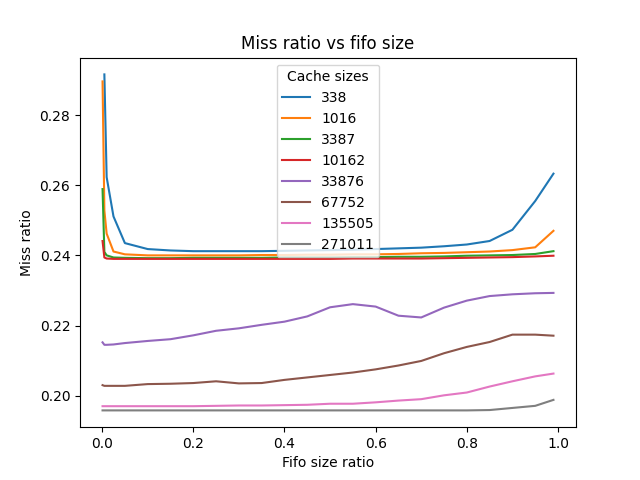 Miss ratio vs fifo size
Cache sizes
338
1016
3387
10162
33876
67752
135505
271011
Miss ratio
0.28
0.26
0.24
0.22
0.20
0.0 0.2 0.4 0.6 0.8 1.0
Fifo size ratio